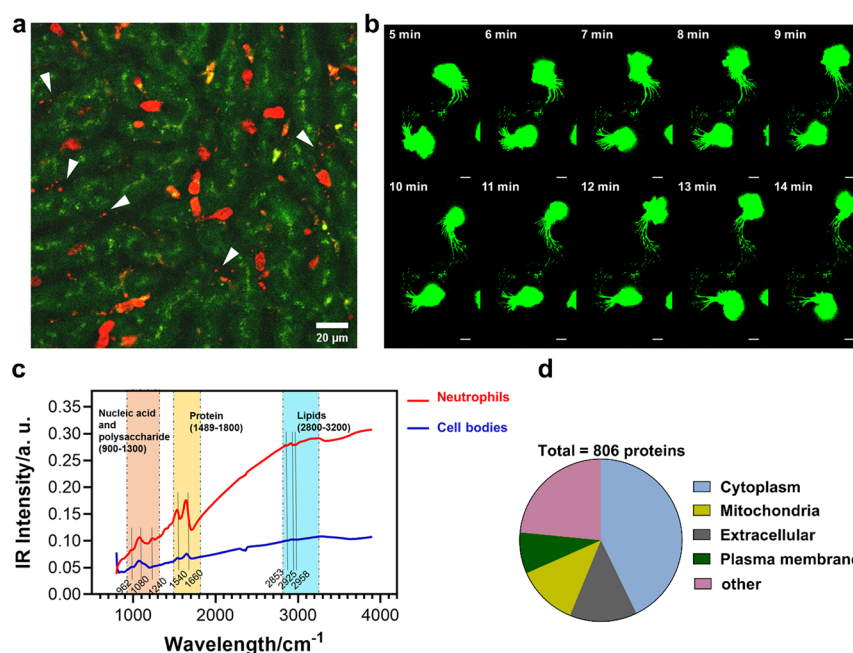 a
20 µm
b
5 min
6 min
7 min
8 min
9 min
10 min
11 min
12 min
13 min
14 min
c
IR Intensity/a. u.
0.35
0.30
0.25
0.20
0.15
0.10
0.05
0.00
Nucleic acid
and
polysaccharide
(900-1300)
Protein
(1489-1800)
Lipids
(2800-3200)
962
1080
1240
1540
1660
2853
2925
2958
1000
2000
3000
4000
Wavelength/cm⁻¹
Neutrophils
Cell bodies
d
Total = 806 proteins
Cytoplasm
Mitochondria
Extracellular
Plasma membrane
other